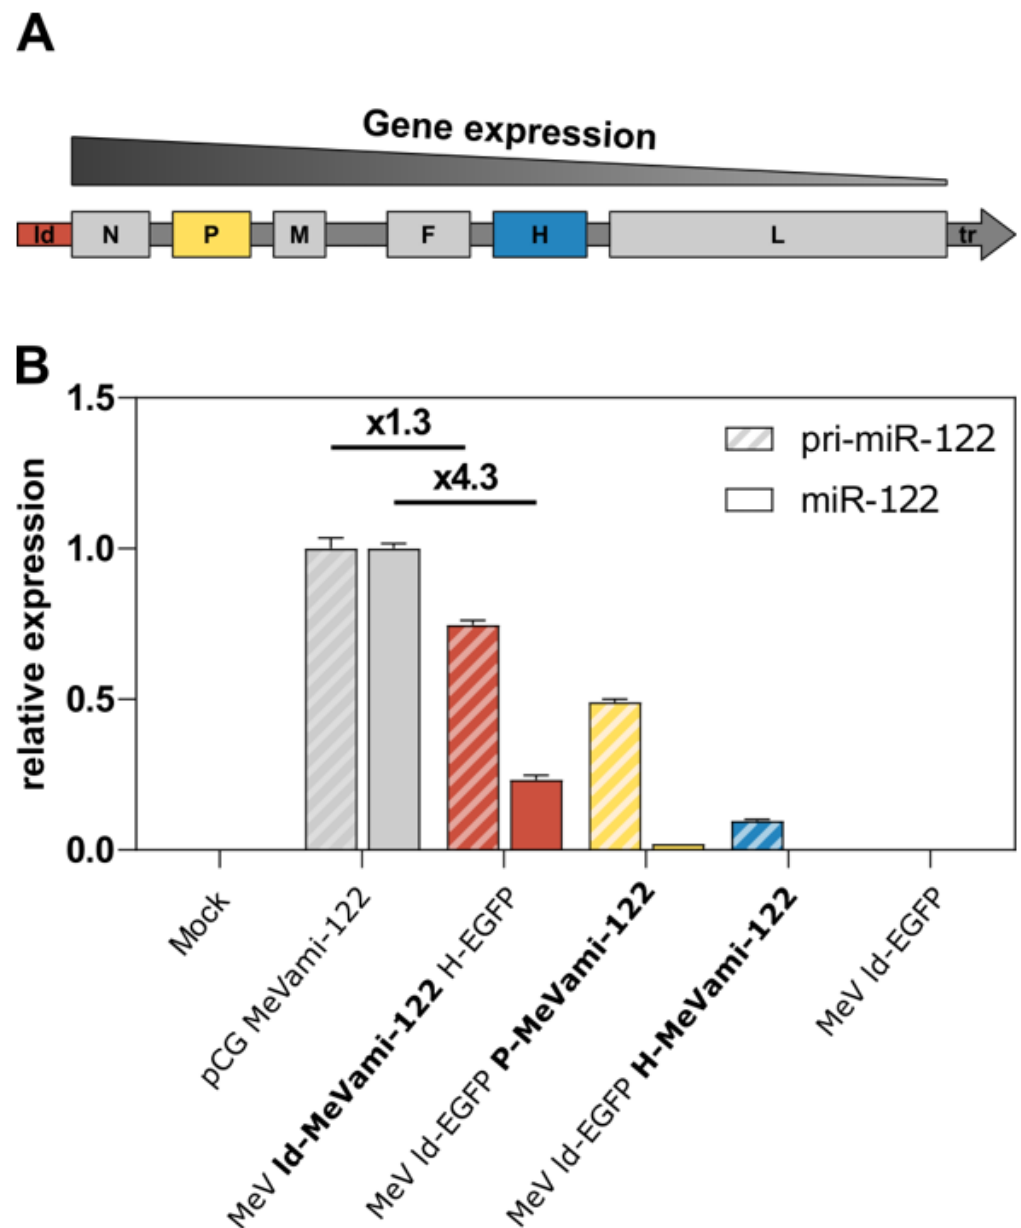 A
Gene expression
ld N P M F H L tr
B
relative expression
1.5
1.0
0.5
0.0
x1.3
x4.3
pri-miR-122
miR-122
Mock
pCG MeVami-122
MeV ld-MeVami-122 H-EGFP
MeV ld-EGFP P-MeVami-122
MeV ld-EGFP H-MeVami-122
MeV ld-EGFP